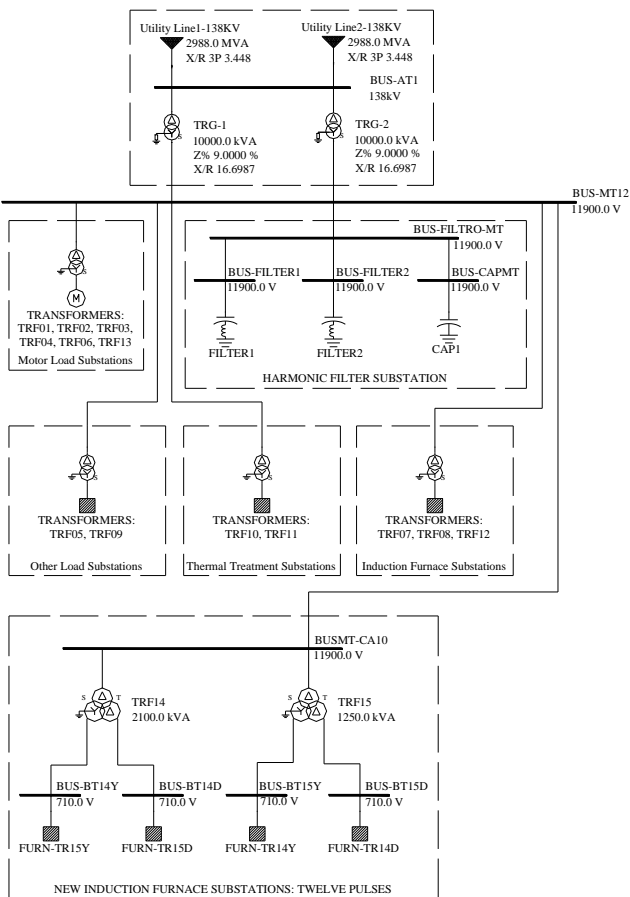 Utility Line1-138KV
2988.0 MVA
X/R 3P 3.448
Utility Line2-138KV
2988.0 MVA
X/R 3P 3.448
BUS-AT1
138kV
S
TRG-1
10000.0 kVA
Z% 9.0000 %
X/R 16.6987
S
TRG-2
10000.0 kVA
Z% 9.0000 %
X/R 16.6987
BUS-MT12
11900.0 V
S
M
TRANSFORMERS:
TRF01, TRF02, TRF03,
TRF04, TRF06, TRF13
Motor Load Substations
BUS-FILTRO-MT
11900.0 V
BUS-FILTER1
11900.0 V
BUS-FILTER2
11900.0 V
BUS-CAPMT
11900.0 V
FILTER1
FILTER2
CAP1
HARMONIC FILTER SUBSTATION
S
TRANSFORMERS:
TRF05, TRF09
Other Load Substations
S
TRANSFORMERS:
TRF10, TRF11
Thermal Treatment Substations
S
TRANSFORMERS:
TRF07, TRF08, TRF12
Induction Furnace Substations
BUSMT-CA10
11900.0 V
S T
TRF14
2100.0 kVA
S T
TRF15
1250.0 kVA
BUS-BT14Y
710.0 V
BUS-BT14D
710.0 V
BUS-BT15Y
710.0 V
BUS-BT15D
710.0 V
FURN-TR15Y
FURN-TR15D
FURN-TR14Y
FURN-TR14D
NEW INDUCTION FURNACE SUBSTATIONS: TWELVE PULSES